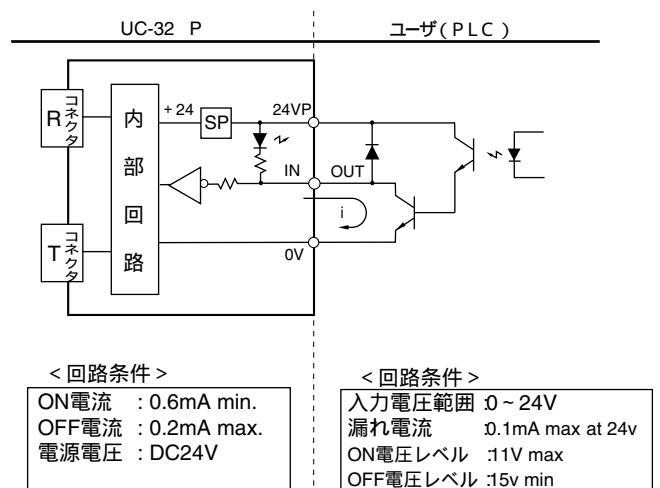 UC-32 P
ユーザ(PLC)
Rコネクタ
内部回路
+24
SP
24VP
IN
OUT
i
Tコネクタ
0V
<回路条件>
ON電流 : 0.6mA min.
OFF電流 : 0.2mA max.
電源電圧 : DC24V
<回路条件>
入力電圧範囲 :0~24V
漏れ電流 :0.1mA max at 24v
ON電圧レベル :11V max
OFF電圧レベル :15v min